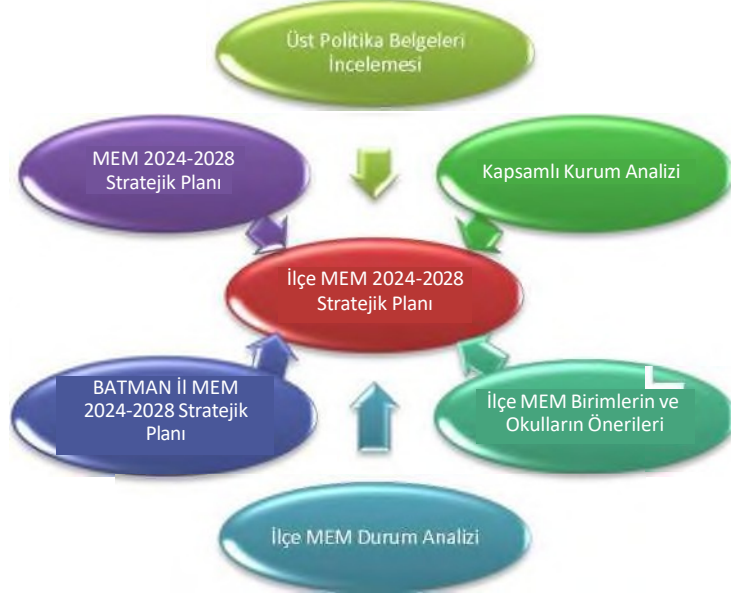 Üst Politika Belgeleri
İncelemesi
MEM 2024-2028
Stratejik Planı
Kapsamlı Kurum Analizi
İlçe MEM 2024-2028
Stratejik Planı
BATMAN İl MEM
2024-2028 Stratejik
Planı
İlçe MEM Birimlerin ve
Okulların Önerileri
İlçe MEM Durum Analizi